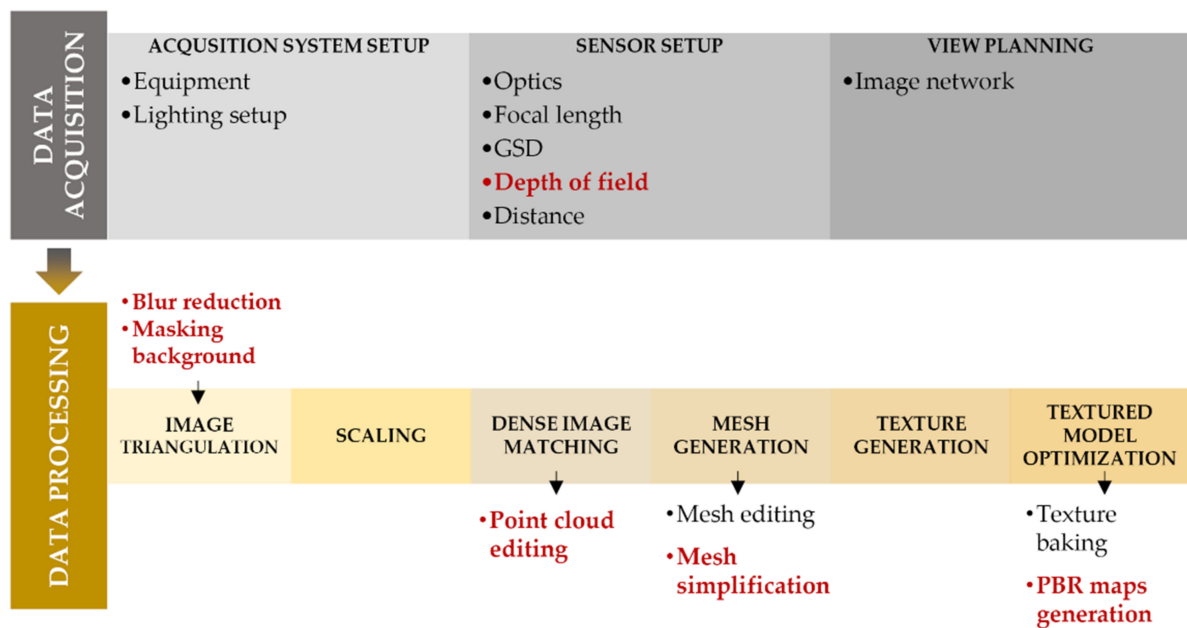 DATA
ACQUISITION
ACQUSITION SYSTEM SETUP
•Equipment
•Lighting setup
SENSOR SETUP
•Optics
•Focal length
•GSD
•Depth of field
•Distance
VIEW PLANNING
•Image network
DATA PROCESSING
•Blur reduction
•Masking
background
IMAGE
TRIANGULATION
SCALING
DENSE IMAGE
MATCHING
MESH
GENERATION
TEXTURE
GENERATION
TEXTURED
MODEL
OPTIMIZATION
•Point cloud
editing
•Mesh editing
•Mesh
simplification
•Texture
baking
•PBR maps
generation